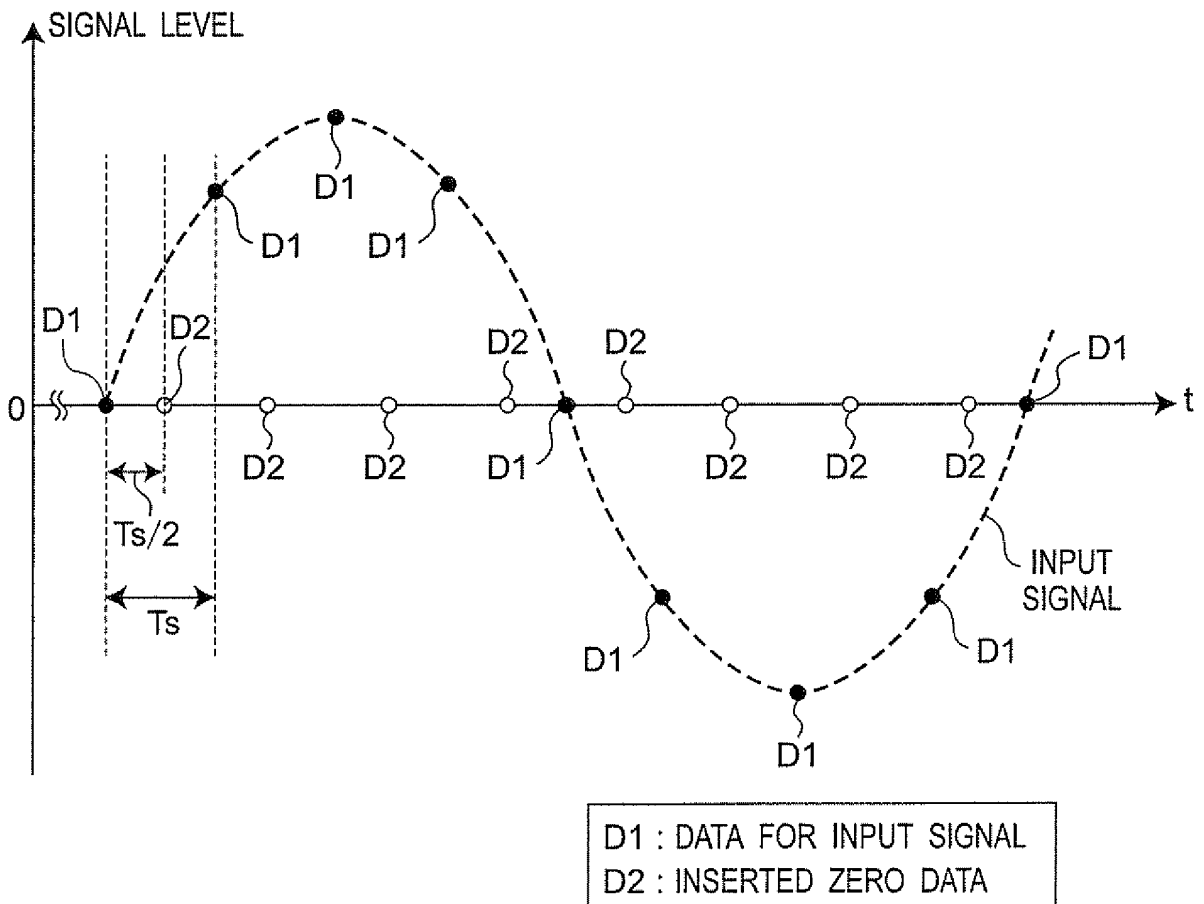 SIGNAL LEVEL
D1
D1
D1
D1
D2
D2
D2
D1
0
t
D2
D2
D1
D2
D2
D2
Ts/2
Ts
INPUT
SIGNAL
D1
D1
D1
D1 : DATA FOR INPUT SIGNAL
D2 : INSERTED ZERO DATA